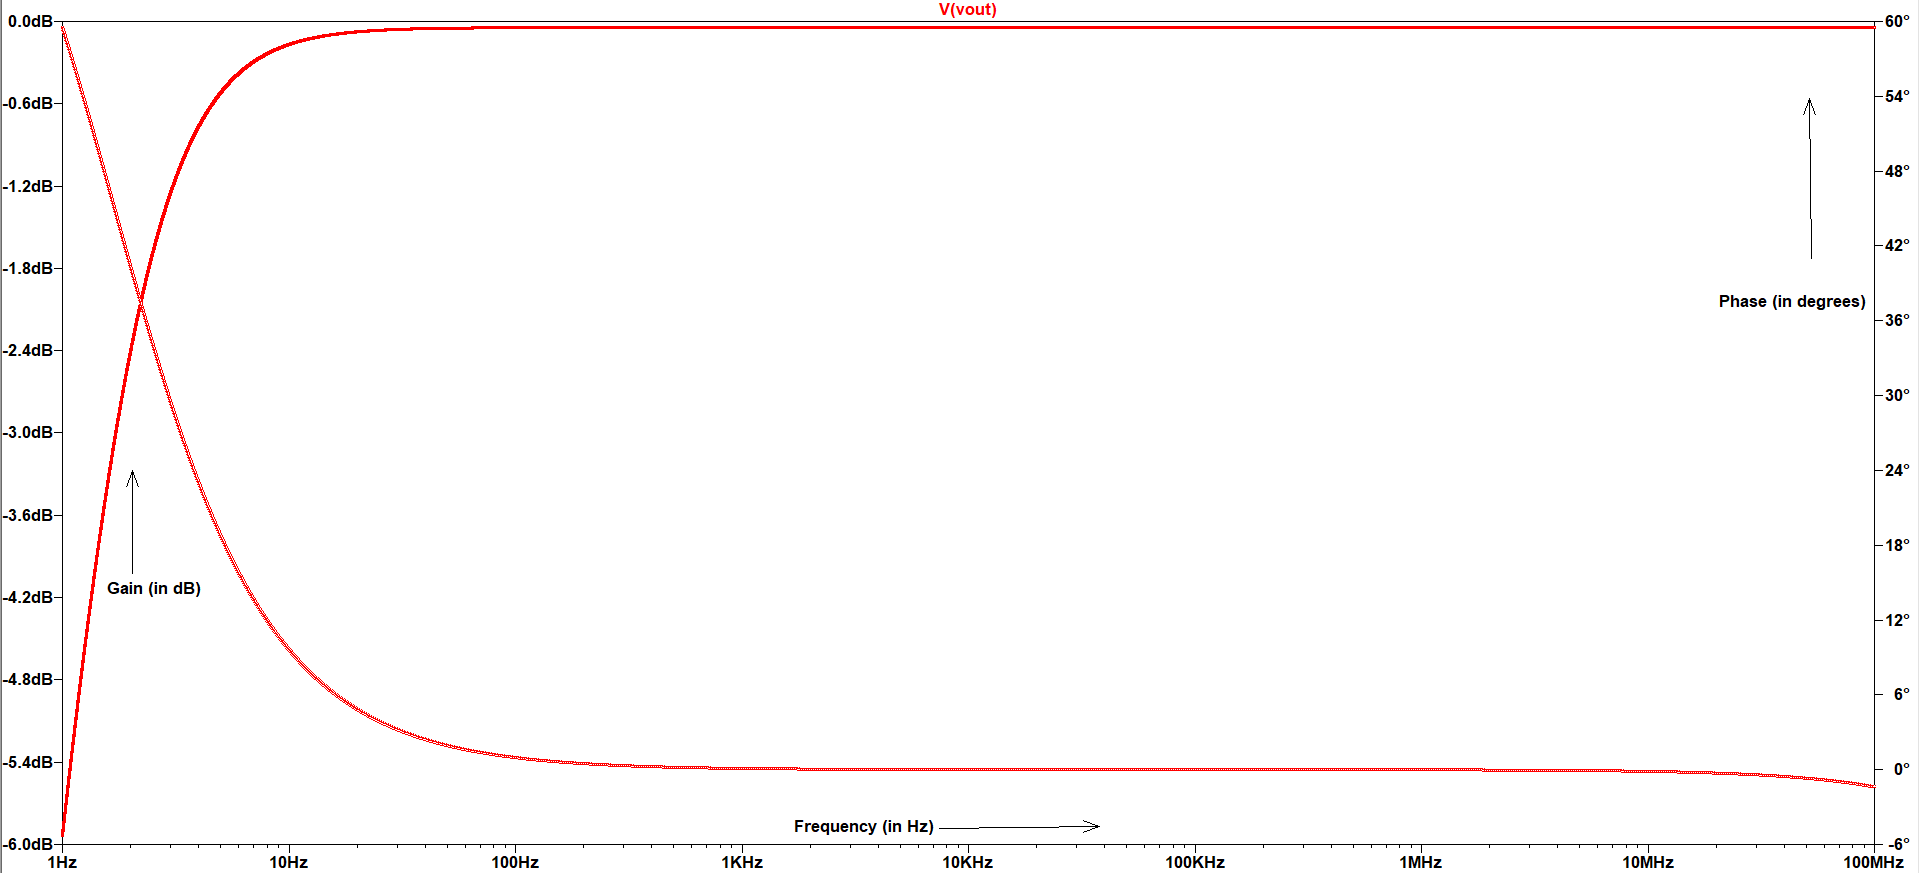 V(vout)
0.0dB
-0.6dB
-1.2dB
-1.8dB
-2.4dB
-3.0dB
-3.6dB
-4.2dB
-4.8dB
-5.4dB
-6.0dB
60°
54°
48°
42°
36°
30°
24°
18°
12°
6°
0°
-6°
Phase (in degrees)
Gain (in dB)
Frequency (in Hz)
1Hz 10Hz 100Hz 1KHz 10KHz 100KHz 1MHz 10MHz 100MHz